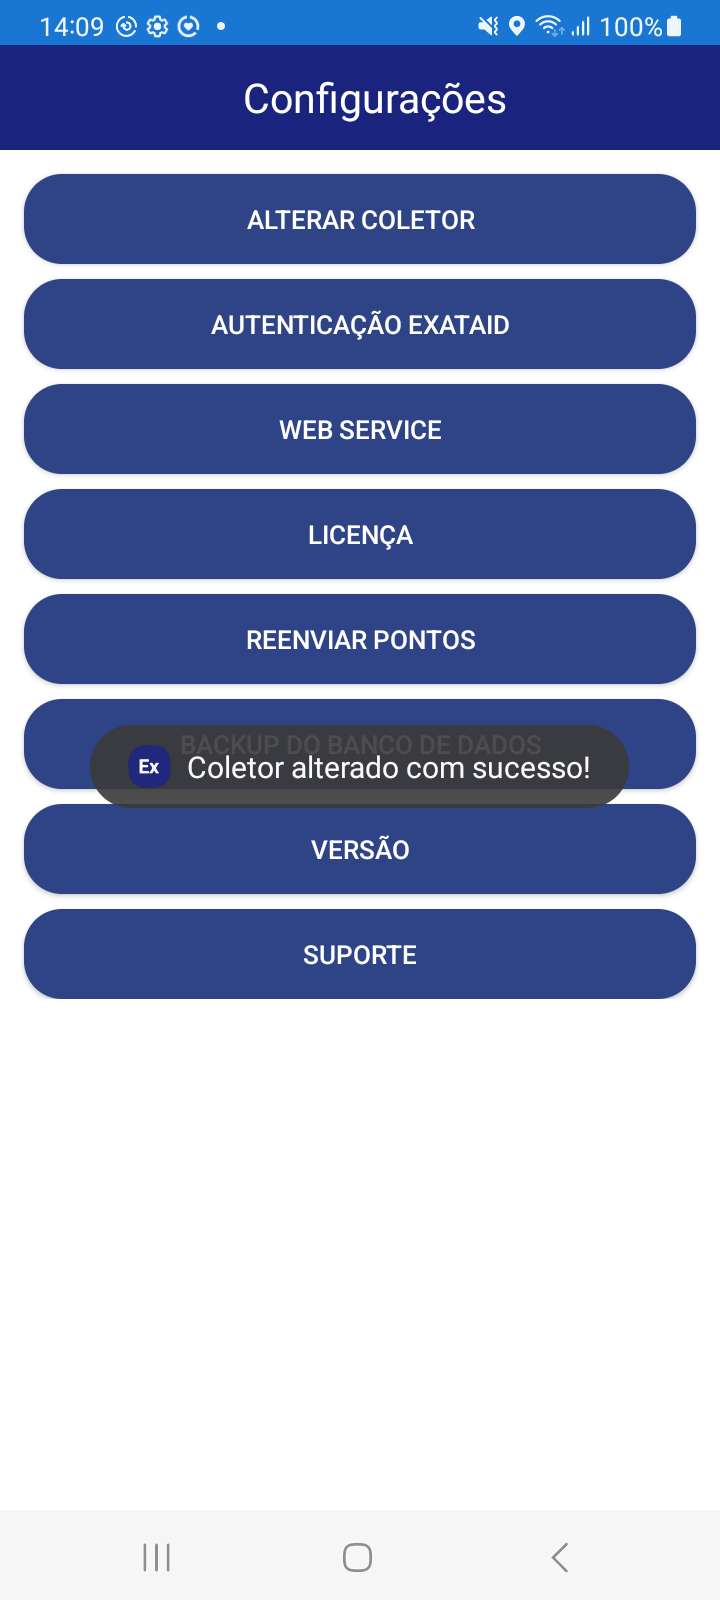 14:09 100%
Configurações
ALTERAR COLETOR
AUTENTICAÇÃO EXATAID
WEB SERVICE
LICENÇA
REENVIAR PONTOS
BACKUP DO BANCO DE DADOS
Ex Coletor alterado com sucesso!
VERSÃO
SUPORTE